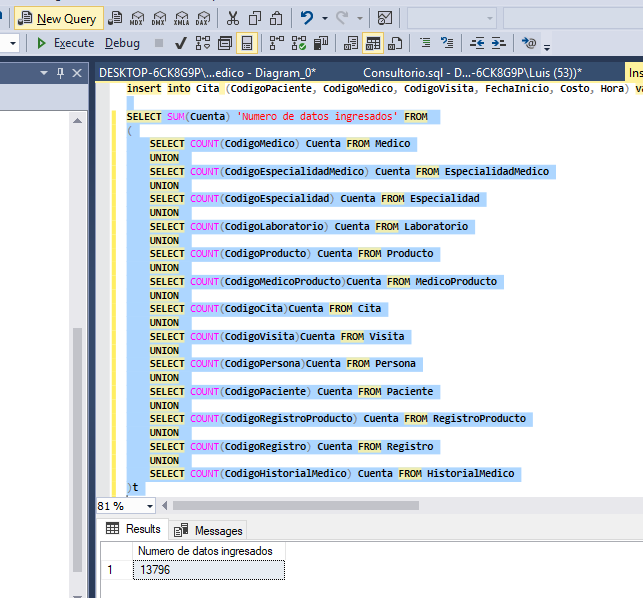 New Query MDX DMX XMLA DAX
Execute Debug
DESKTOP-6CK8G9P\...edico - Diagram_0* Consultorio.sql - D...-6CK8G9P\Luis (53))* Ins
insert into Cita (CodigoPaciente, CodigoMedico, CodigoVisita, FechaInicio, Costo, Hora) va
SELECT SUM(Cuenta) 'Numero de datos ingresados' FROM
(
SELECT COUNT(CodigoMedico) Cuenta FROM Medico
UNION
SELECT COUNT(CodigoEspecialidadMedico) Cuenta FROM EspecialidadMedico
UNION
SELECT COUNT(CodigoEspecialidad) Cuenta FROM Especialidad
UNION
SELECT COUNT(CodigoLaboratorio) Cuenta FROM Laboratorio
UNION
SELECT COUNT(CodigoProducto) Cuenta FROM Producto
UNION
SELECT COUNT(CodigoMedicoProducto)Cuenta FROM MedicoProducto
UNION
SELECT COUNT(CodigoCita)Cuenta FROM Cita
UNION
SELECT COUNT(CodigoVisita)Cuenta FROM Visita
UNION
SELECT COUNT(CodigoPersona)Cuenta FROM Persona
UNION
SELECT COUNT(CodigoPaciente) Cuenta FROM Paciente
UNION
SELECT COUNT(CodigoRegistroProducto) Cuenta FROM RegistroProducto
UNION
SELECT COUNT(CodigoRegistro) Cuenta FROM Registro
UNION
SELECT COUNT(CodigoHistorialMedico) Cuenta FROM HistorialMedico
)t
81 %
Results Messages
Numero de datos ingresados
1 13796